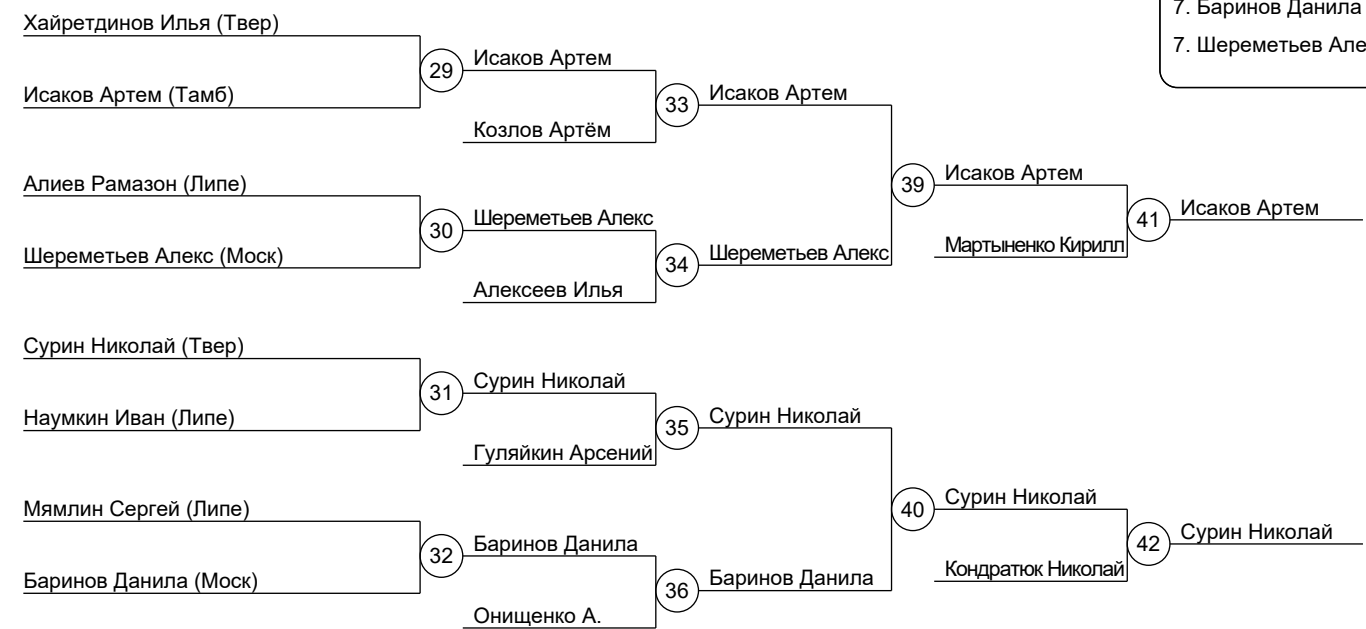 7. Баринов Данила
7. Шереметьев Але
Хайретдинов Илья (Твер)
29
Исаков Артем
Исаков Артем (Тамб)
33
Исаков Артем
Козлов Артём
Алиев Рамазон (Липе)
39
Исаков Артем
30
Шереметьев Алекс
41
Исаков Артем
Шереметьев Алекс (Моск)
34
Шереметьев Алекс
Мартыненко Кирилл
Алексеев Илья
Сурин Николай (Твер)
31
Сурин Николай
Наумкин Иван (Липе)
35
Сурин Николай
Гуляйкин Арсений
Мямлин Сергей (Липе)
40
Сурин Николай
32
Баринов Данила
42
Сурин Николай
Баринов Данила (Моск)
36
Баринов Данила
Кондратюк Николай
Онищенко А.